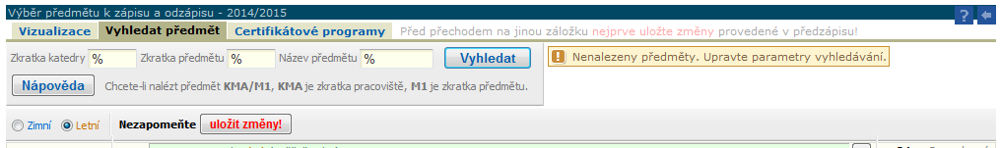 Výběr předmětu k zápisu a odzápisu - 2014/2015
Vizualizace Vyhledat předmět Certifikátové programy Před přechodem na jinou záložku nejprve uložte změny provedené v předzápisu!
Zkratka katedry % Zkratka předmětu % Název předmětu % Vyhledat
Nenalezeny předměty. Upravte parametry vyhledávání.
Nápověda Chcete-li nalézt předmět KMA/M1, KMA je zkratka pracoviště, M1 je zkratka předmětu.
Zimní Letní Nezapomeňte uložit změny!